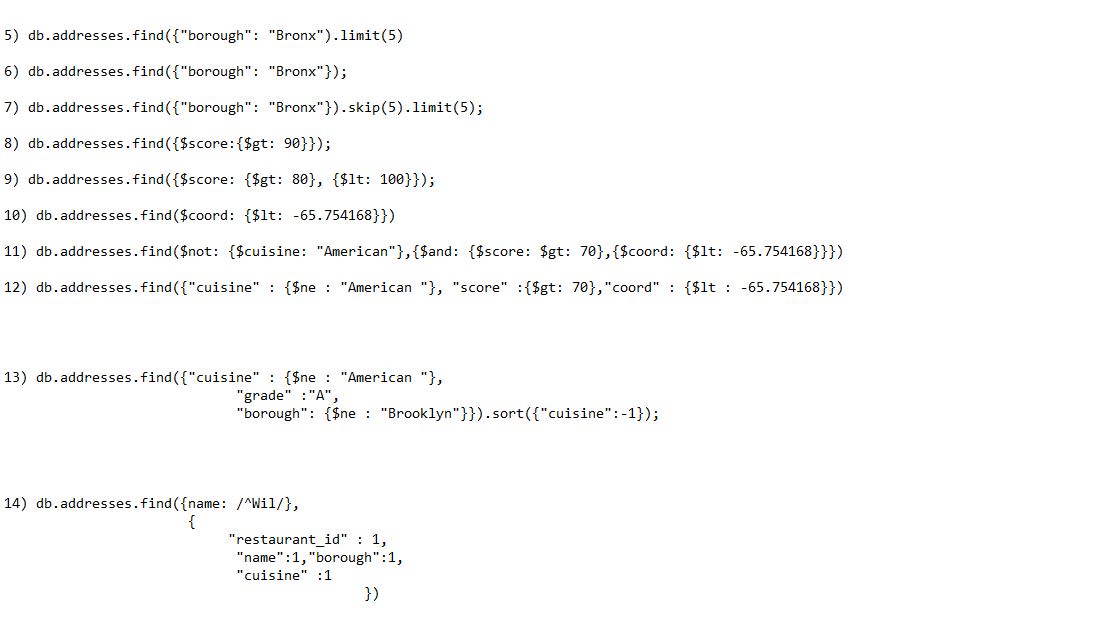 5) db.addresses.find({"borough": "Bronx").limit(5)
6) db.addresses.find({"borough": "Bronx"});
7) db.addresses.find({"borough": "Bronx"}).skip(5).limit(5);
8) db.addresses.find({$score:{$gt: 90}});
9) db.addresses.find({$score: {$gt: 80}, {$lt: 100}});
10) db.addresses.find($coord: {$lt: -65.754168}})
11) db.addresses.find($not: {$cuisine: "American"},{$and: {$score: $gt: 70},{$coord: {$lt: -65.754168}}})
12) db.addresses.find({"cuisine" : {$ne : "American "}, "score" :{$gt: 70},"coord" : {$lt : -65.754168}})
13) db.addresses.find({"cuisine" : {$ne : "American "},
"grade" :"A",
"borough": {$ne : "Brooklyn"}}).sort({"cuisine":-1});
14) db.addresses.find({name: /^Wil/},
{
"restaurant_id" : 1,
"name":1,"borough":1,
"cuisine" :1
})